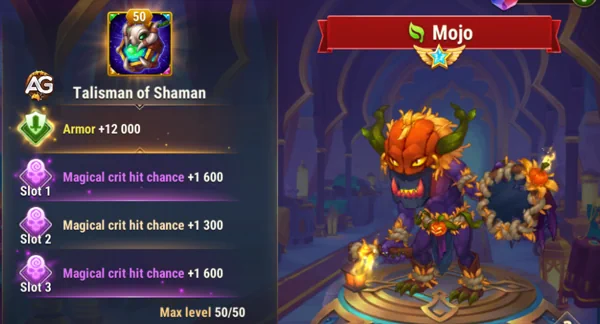 50
AG
Talisman of Shaman
Armor +12 000
Magical crit hit chance +1 600
Slot 1
Magical crit hit chance +1 300
Slot 2
Magical crit hit chance +1 600
Slot 3
Max level 50/50
Mojo